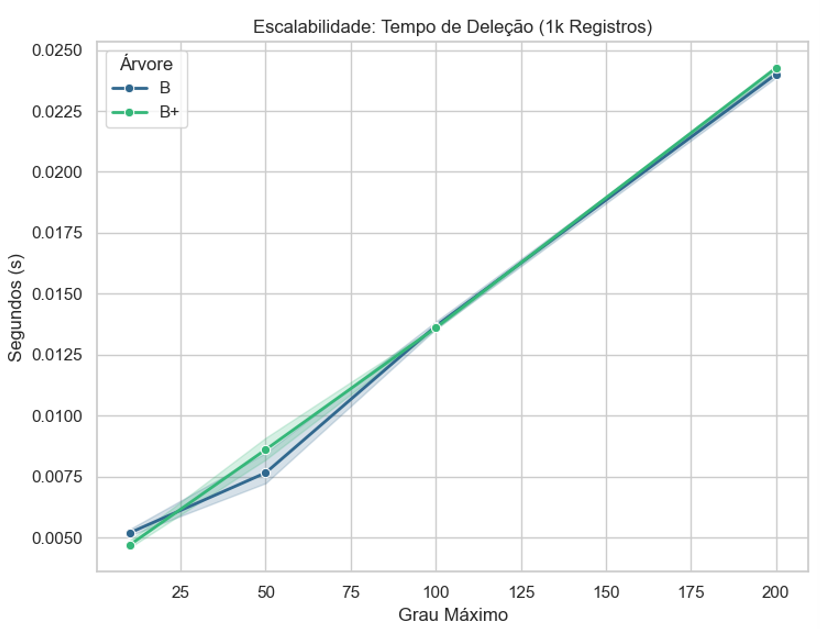 Escalabilidade: Tempo de Deleção (1k Registros)
Árvore
B
B+
Segundos (s)
0.0250
0.0225
0.0200
0.0175
0.0150
0.0125
0.0100
0.0075
0.0050
25 50 75 100 125 150 175 200
Grau Máximo